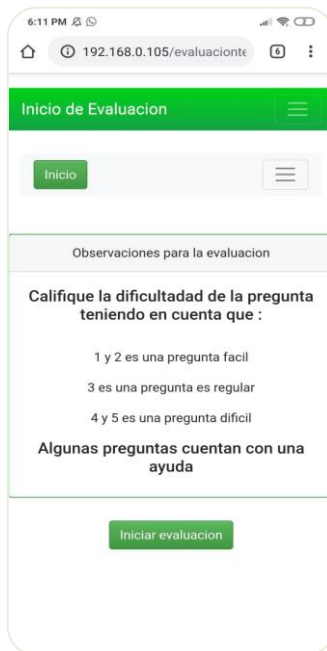 6:11 PM
192.168.0.105/evaluacionte
6
Inicio de Evaluacion
Inicio
Observaciones para la evaluacion
Califique la dificultadad de la pregunta
teniendo en cuenta que :
1 y 2 es una pregunta facil
3 es una pregunta es regular
4 y 5 es una pregunta dificil
Algunas preguntas cuentan con una
ayuda
Iniciar evaluacion